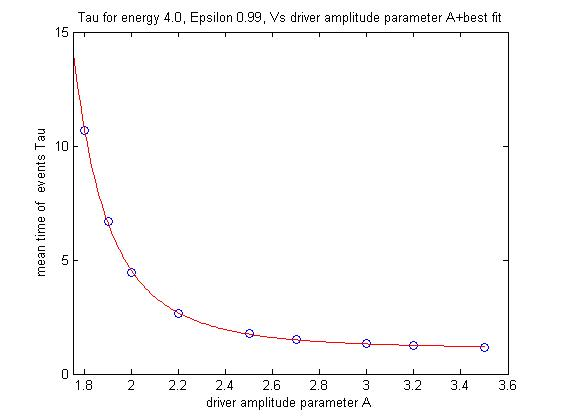 Tau for energy 4.0, Epsilon 0.99, Vs driver amplitude parameter A+best fit
15
10
5
0
mean time of  events Tau
1.8 2 2.2 2.4 2.6 2.8 3 3.2 3.4 3.6
driver amplitude parameter A